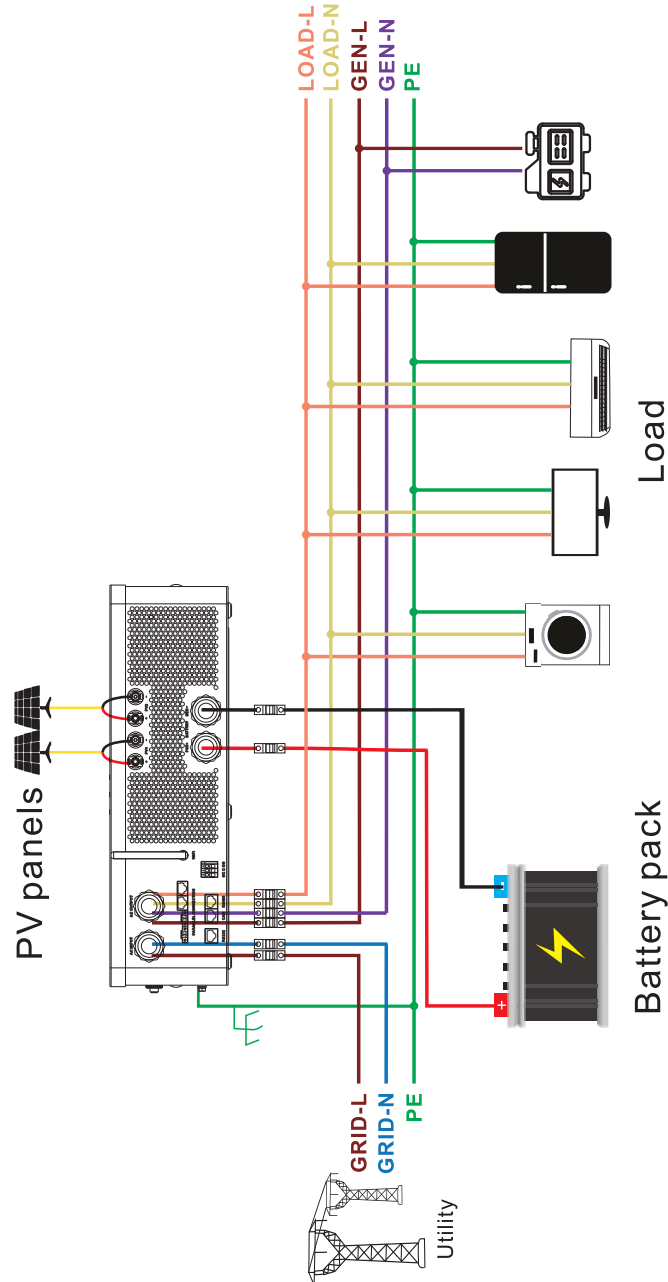 PV panels
LOAD-L
LOAD-N
GEN-L
GEN-N
PE
GRID-L
GRID-N
PE
Utility
Battery pack
Load
+
-